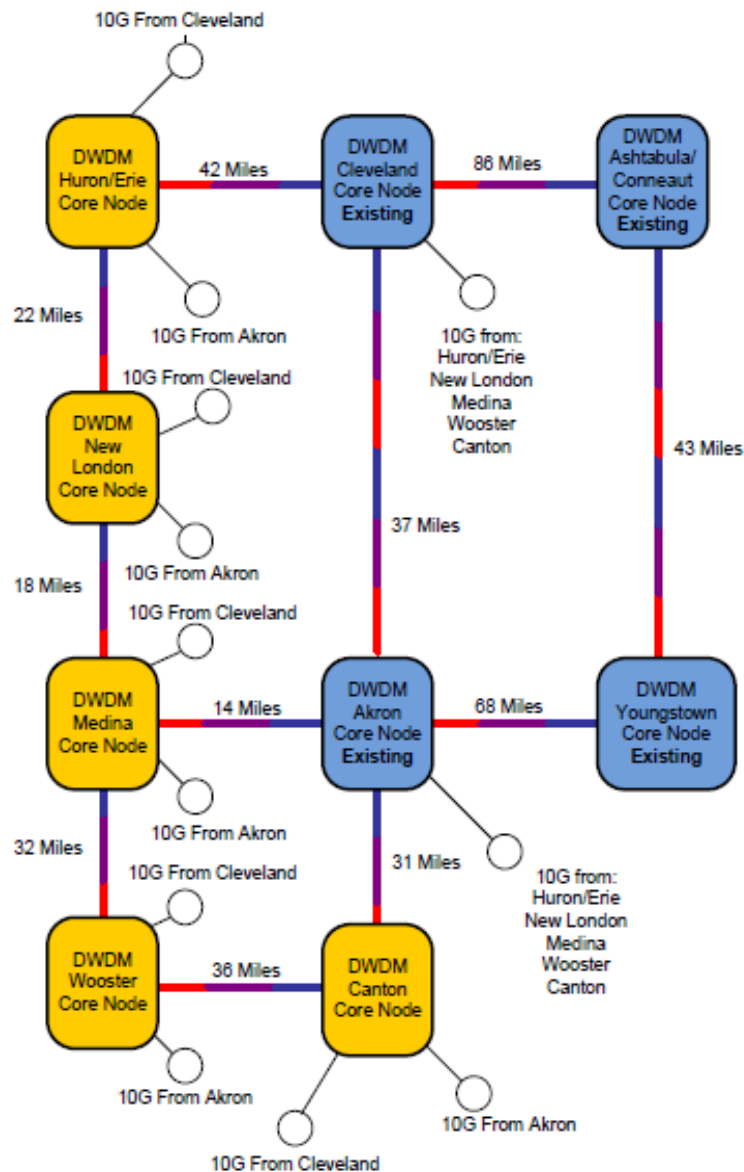 10G From Cleveland
DWDM
Huron/Erie
Core Node
42 Miles
DWDM
Cleveland
Core Node
Existing
86 Miles
DWDM
Ashtabula/
Conneaut
Core Node
Existing
22 Miles
10G From Akron
10G From Cleveland
10G from:
Huron/Erie
New London
Medina
Wooster
Canton
DWDM
New
London
Core Node
43 Miles
37 Miles
10G From Akron
18 Miles
10G From Cleveland
DWDM
Medina
Core Node
14 Miles
DWDM
Akron
Core Node
Existing
68 Miles
DWDM
Youngstown
Core Node
Existing
10G From Akron
32 Miles
10G From Cleveland
31 Miles
10G from:
Huron/Erie
New London
Medina
Wooster
Canton
DWDM
Wooster
Core Node
36 Miles
DWDM
Canton
Core Node
10G From Akron
10G From Akron
10G From Cleveland